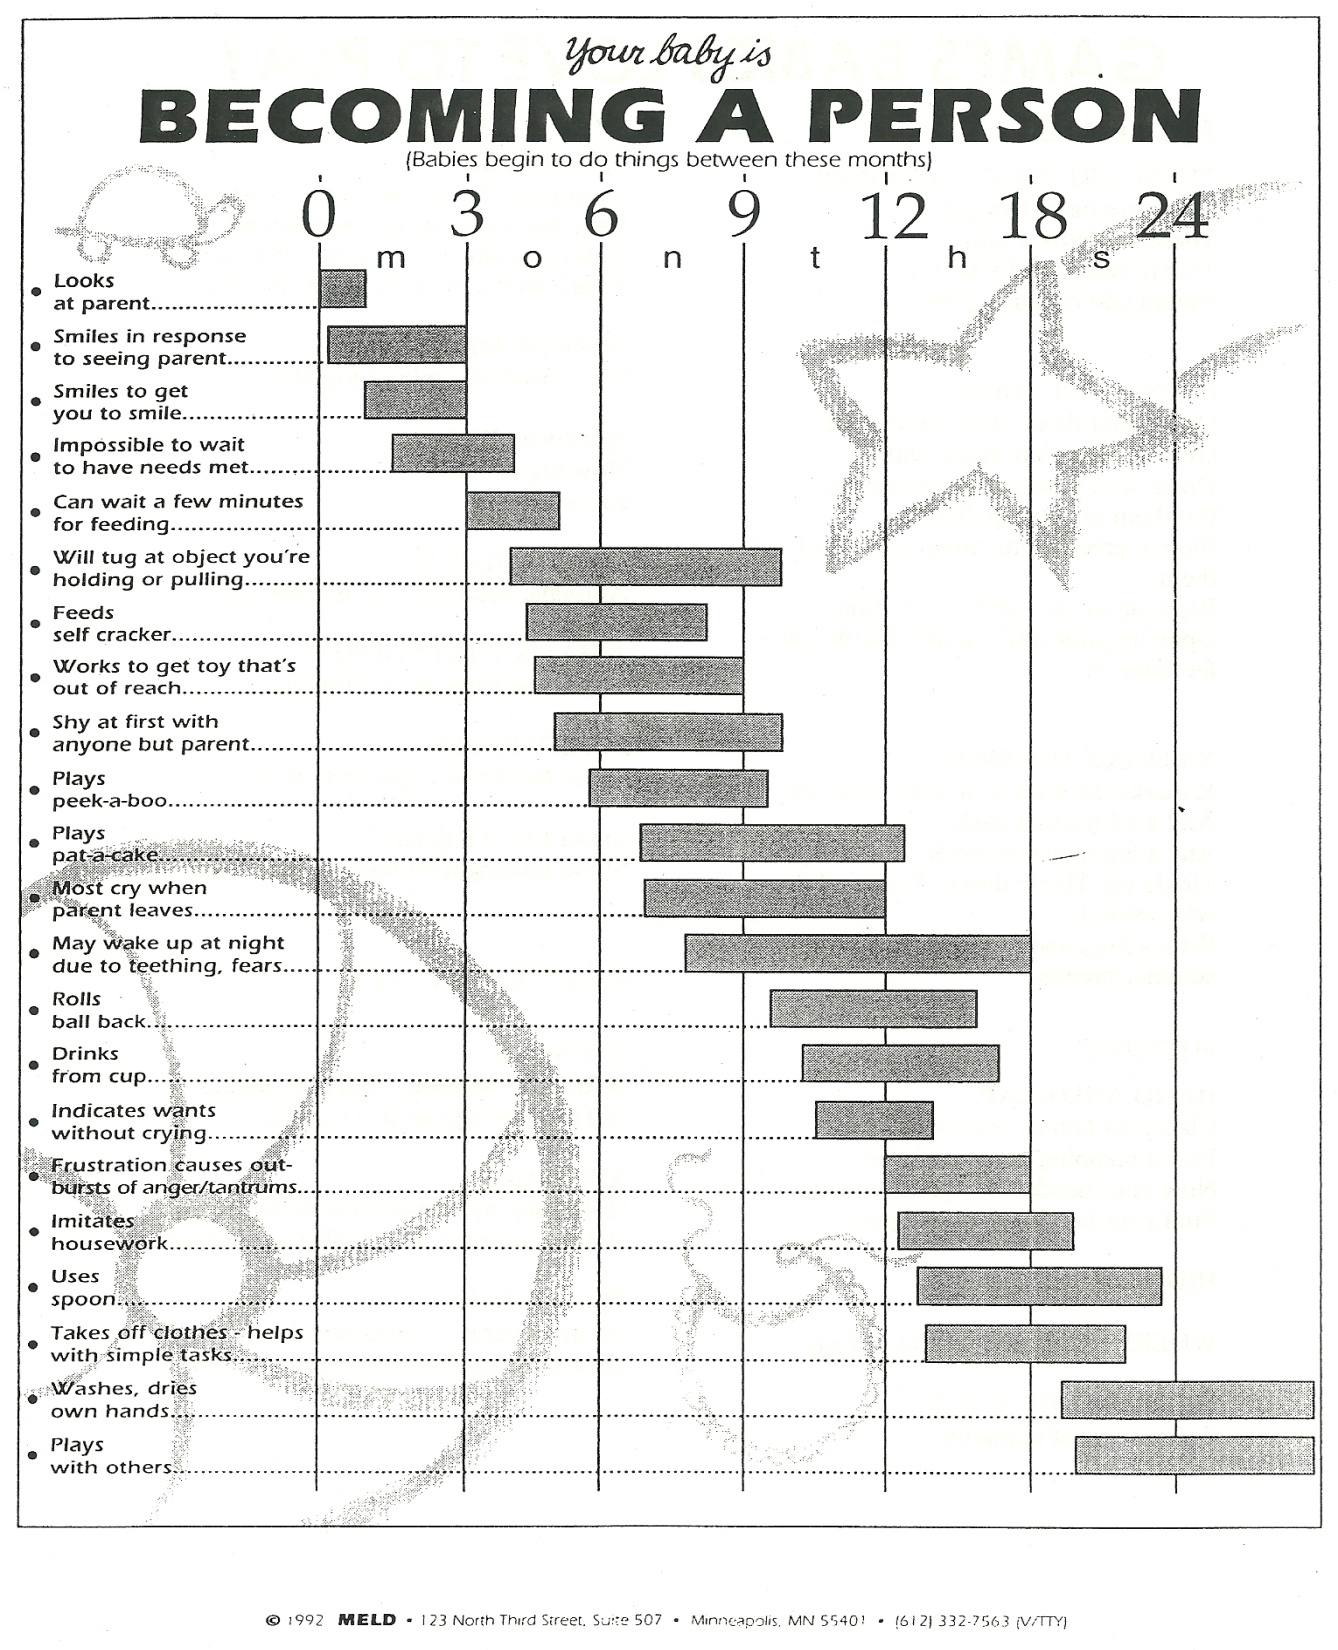 Your baby is
BECOMING A PERSON
(Babies begin to do things between these months)
0 3 6 9 12 18 24
m o n t h s
• Looks
at parent
• Smiles in response
to seeing parent
• Smiles to get
you to smile
• Impossible to wait
to have needs met
• Can wait a few minutes
for feeding
• Will tug at object you're
holding or pulling
• Feeds
self cracker
• Works to get toy that's
out of reach
• Shy at first with
anyone but parent
• Plays
peek-a-boo
• Plays
pat-a-cake
• Most cry when
parent leaves
• May wake up at night
due to teething, fears
• Rolls
ball back
• Drinks
from cup
• Indicates wants
without crying
• Frustration causes out-
bursts of anger/tantrums
• Imitates
housework
• Uses
spoon
• Takes off clothes - helps
with simple tasks
• Washes, dries
own hands
• Plays
with others
© 1992 MELD • 123 North Third Street, Suite 507 • Minneapolis, MN 55401 • (612) 332-7563 (V/TTY)